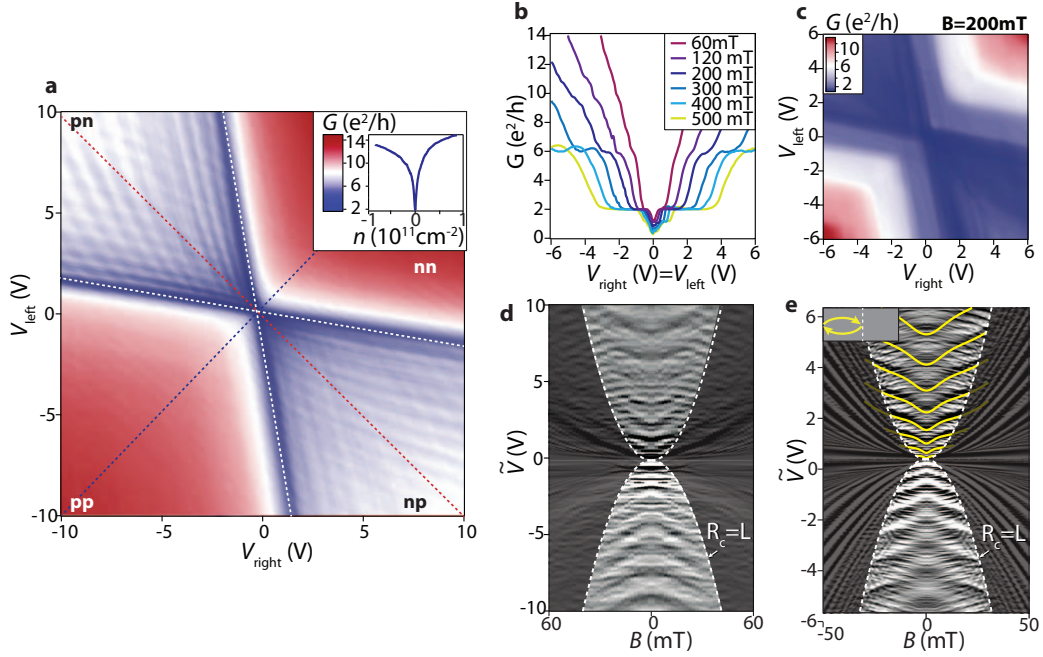 a
pn
nn
pp
np
10
5
0
-5
-10
V_left (V)
-10 -5 0 5 10
V_right (V)
G (e²/h)
14
10
6
2
-1 0 1
n (10¹¹cm⁻²)
b
14
12
10
8
6
4
2
0
G (e²/h)
60mT
120 mT
200 mT
300 mT
400 mT
500 mT
-6 -4 -2 0 2 4 6
V_right (V)=V_left (V)
c
G (e²/h) B=200mT
10
6
2
6
4
2
0
-2
-4
-6
V_left (V)
-6 -4 -2 0 2 4 6
V_right (V)
d
10
5
0
-5
-10
Ṽ (V)
R_c=L
60 0 60
B (mT)
e
6
4
2
0
-2
-4
-6
Ṽ (V)
R_c=L
-50 0 50
B (mT)